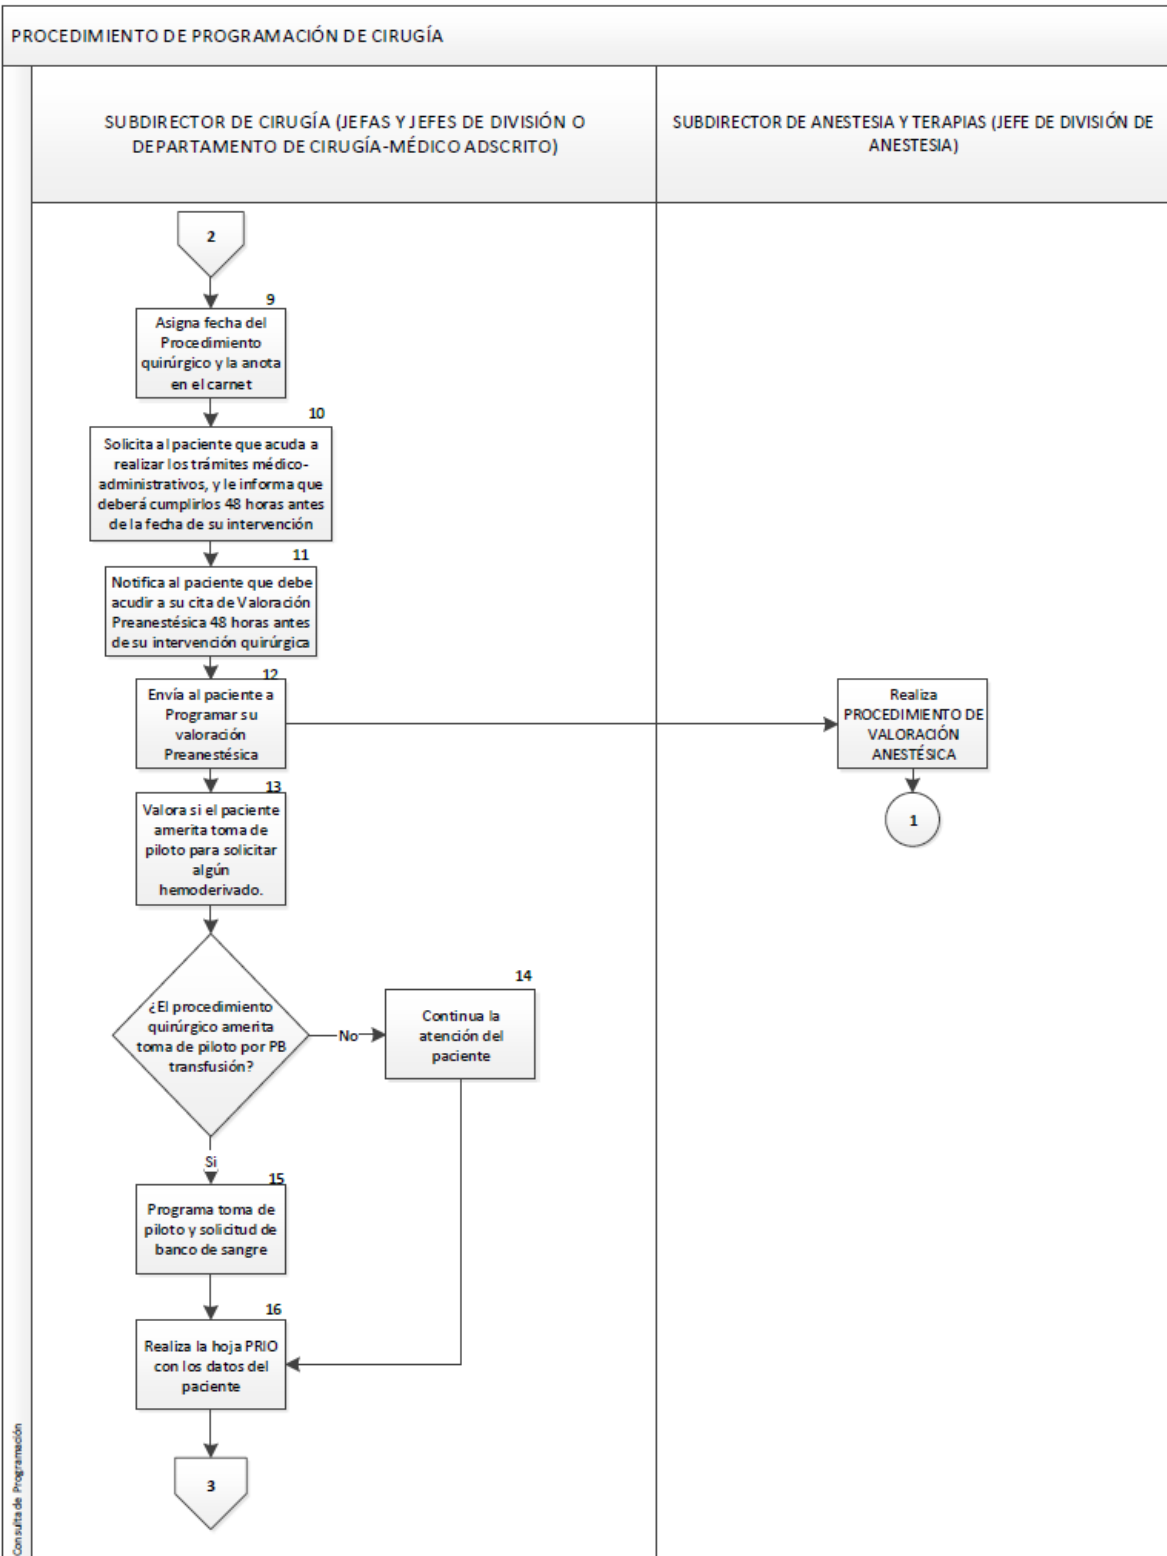 PROCEDIMIENTO DE PROGRAMACIÓN DE CIRUGÍA
SUBDIRECTOR DE CIRUGÍA (JEFAS Y JEFES DE DIVISIÓN O
DEPARTAMENTO DE CIRUGÍA-MÉDICO ADSCRITO)
SUBDIRECTOR DE ANESTESIA Y TERAPIAS (JEFE DE DIVISIÓN DE
ANESTESIA)
2
9
Asigna fecha del
Procedimiento
quirúrgico y la anota
en el carnet
10
Solicita al paciente que acuda a
realizar los trámites médico-
administrativos, y le informa que
deberá cumplirlos 48 horas antes
de la fecha de su intervención
11
Notifica al paciente que debe
acudir a su cita de Valoración
Preanestésica 48 horas antes
de su intervención quirúrgica
12
Envía al paciente a
Programar su
valoración
Preanestésica
Realiza
PROCEDIMIENTO DE
VALORACIÓN
ANESTÉSICA
1
13
Valora si el paciente
amerita toma de
piloto para solicitar
algún
hemoderivado.
¿El procedimiento
quirúrgico amerita
toma de piloto por PB
transfusión?
No
14
Continua la
atención del
paciente
Si
15
Programa toma de
piloto y solicitud de
banco de sangre
16
Realiza la hoja PRIO
con los datos del
paciente
3
Consulta de Programación